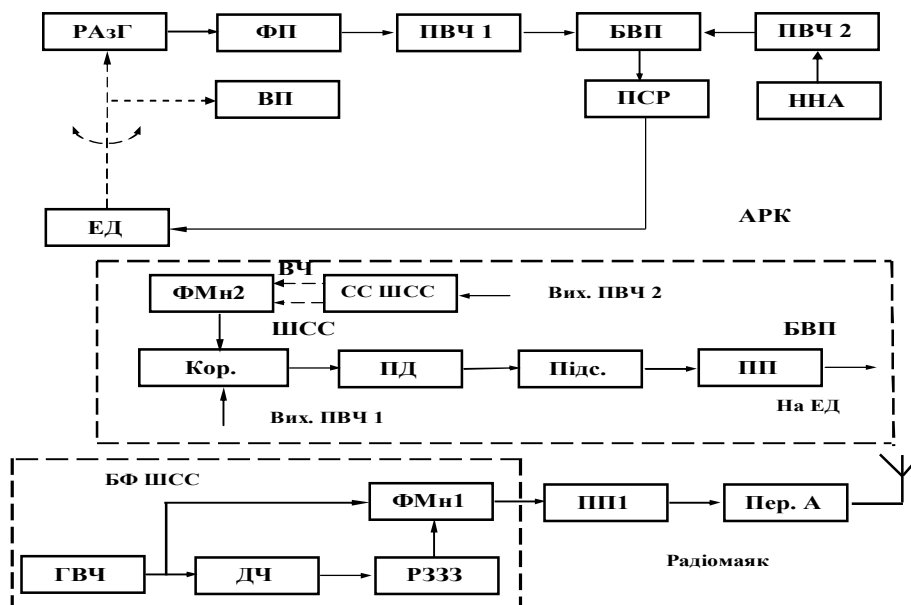 РАзГ ФП ПВЧ 1 БВП ПВЧ 2
ВП ПСР ННА
ЕД АРК
ВЧ
ФМн2 СС ШСС Вих. ПВЧ 2
ШСС БВП
Кор. ПД Підс. ПП
Вих. ПВЧ 1 На ЕД
БФ ШСС
ФМн1 ПП1 Пер. А
Радіомаяк
ГВЧ ДЧ РЗЗЗ